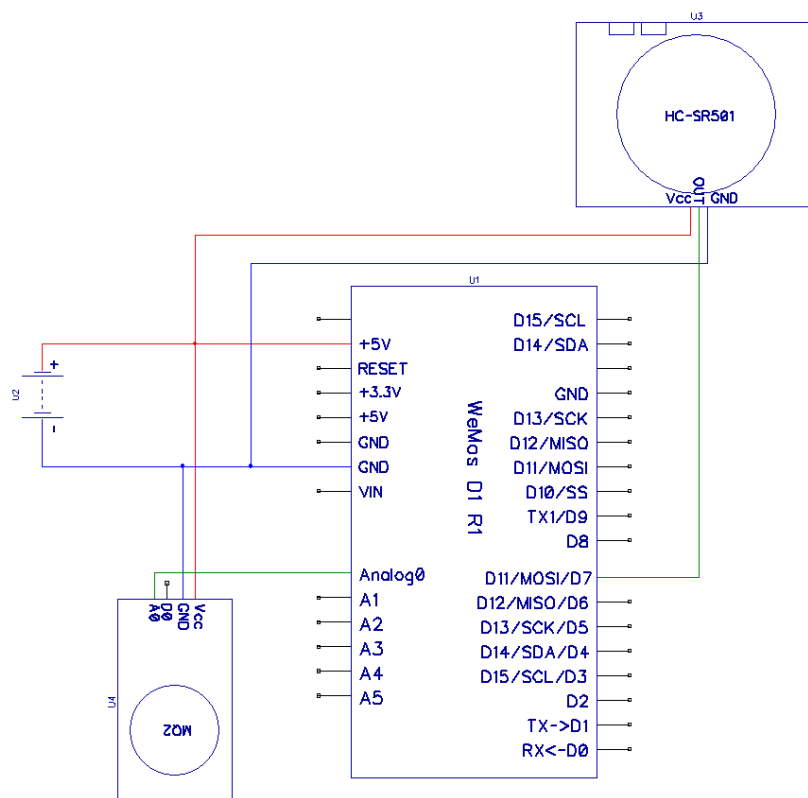 U3
HC-SR501
Vcc OUT GND
U1
D15/SCL
+5V
D14/SDA
RESET
+3.3V
GND
+5V
D13/SCK
GND
D12/MISO
GND
D11/MOSI
VIN
D10/SS
TX1/D9
D8
WeMos D1 R1
U2
+
-
Analog0
D11/MOSI/D7
A1
D12/MISO/D6
A2
D13/SCK/D5
A3
D14/SDA/D4
A4
D15/SCL/D3
A5
D2
TX->D1
RX<-D0
A0
D0
GND
Vcc
U4
MQ2